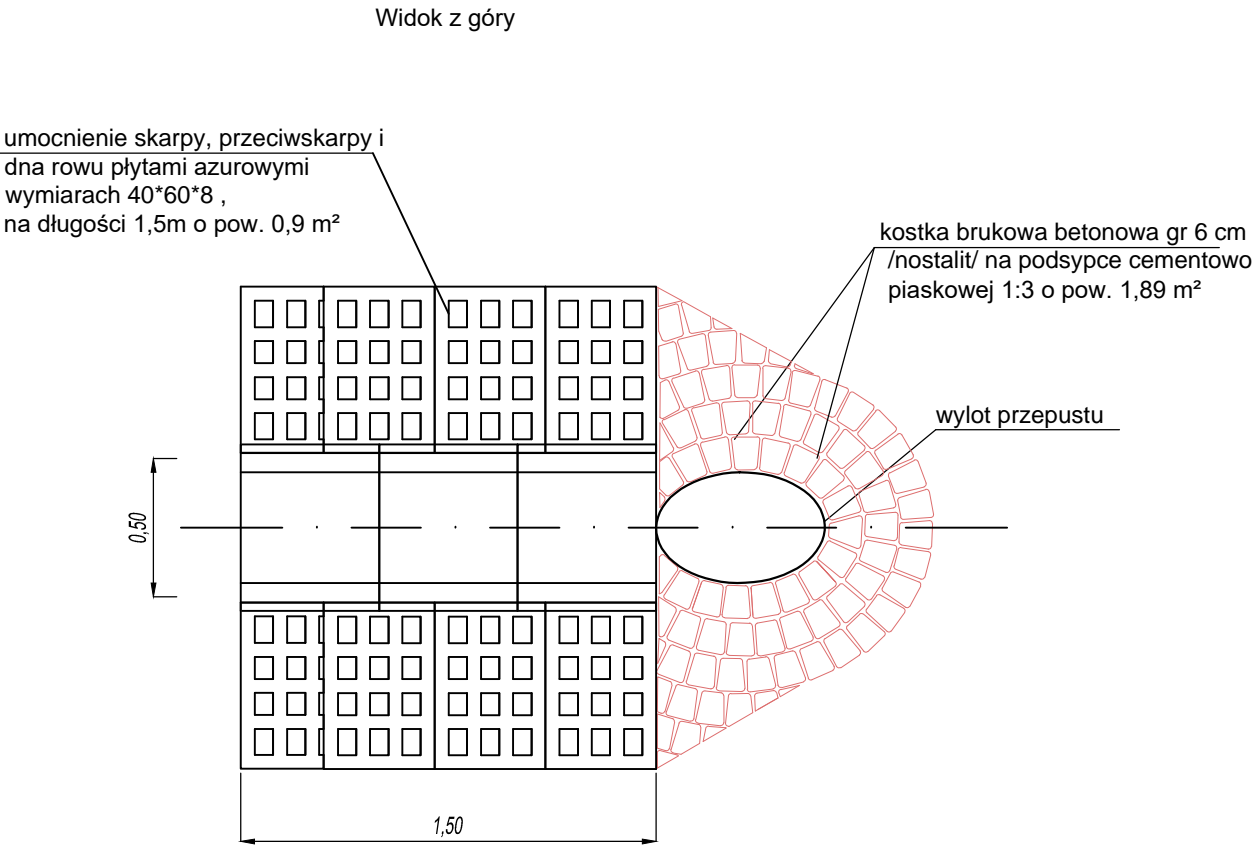 Widok z góry
umocnienie skarpy, przeciwskarpy i
dna rowu płytami azurowymi
wymiarach 40*60*8 ,
na długości 1,5m o pow. 0,9 m²
kostka brukowa betonowa gr 6 cm
/nostalit/ na podsypce cementowo
piaskowej 1:3 o pow. 1,89 m²
wylot przepustu
0,50
1,50